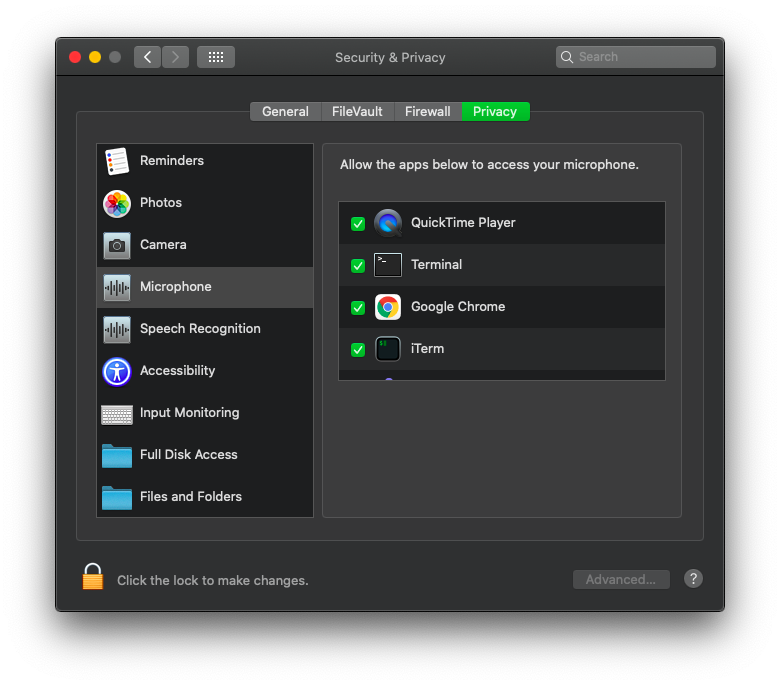 Security & Privacy
Search
General FileVault Firewall Privacy
Reminders
Photos
Camera
Microphone
Speech Recognition
Accessibility
Input Monitoring
Full Disk Access
Files and Folders
Allow the apps below to access your microphone.
QuickTime Player
>_ Terminal
Google Chrome
$ iTerm
Click the lock to make changes.
Advanced...
?